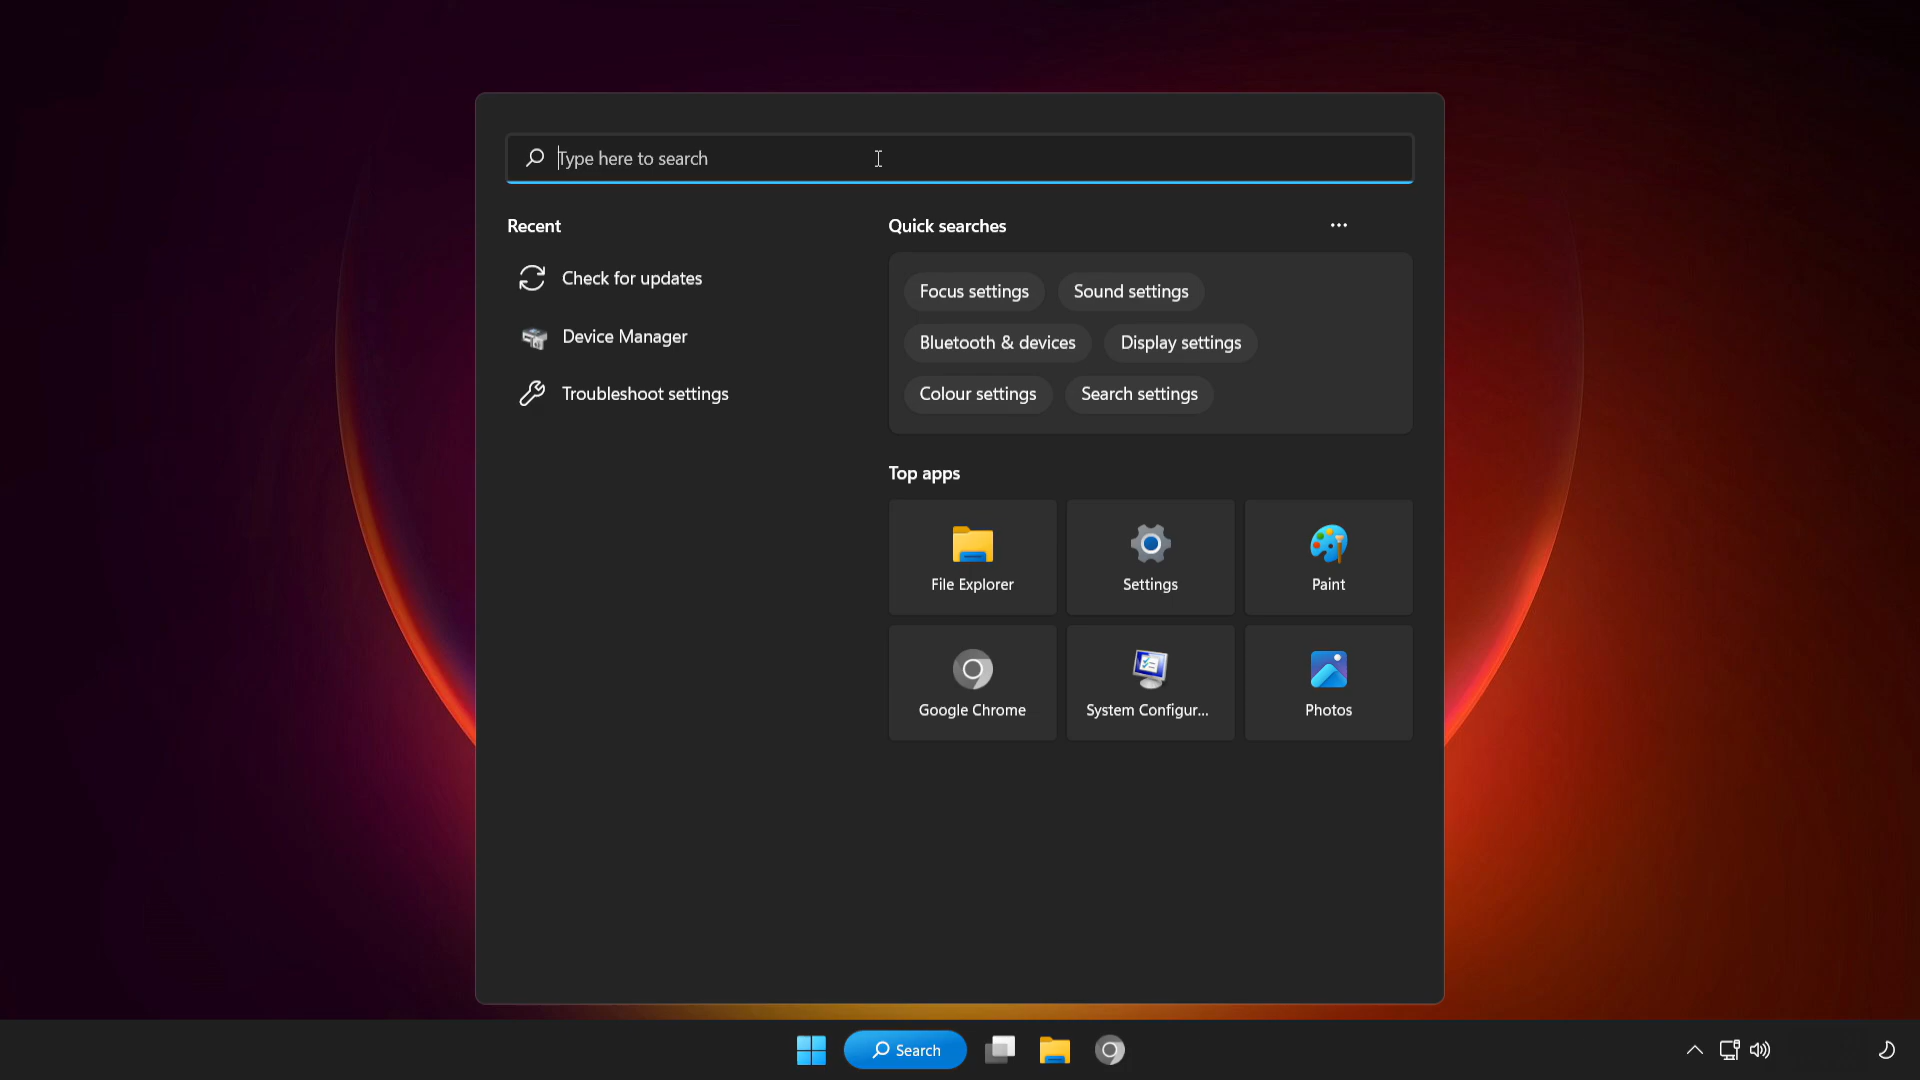 Type here to search
Recent
Quick searches
Check for updates
Device Manager
Troubleshoot settings
Focus settings
Sound settings
Bluetooth & devices
Display settings
Colour settings
Search settings
Top apps
File Explorer
Settings
Paint
Google Chrome
System Configur...
Photos
Search